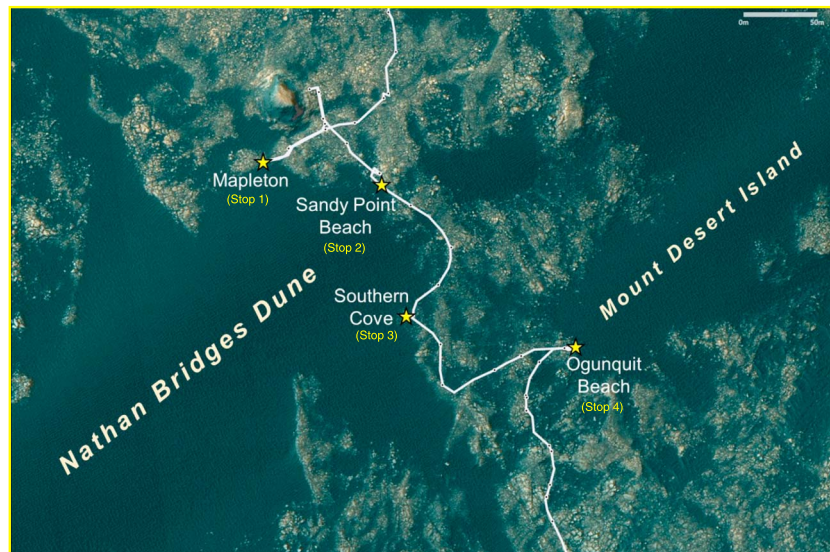 0m 50m
Mapleton
(Stop 1)
Sandy Point
Beach
(Stop 2)
Mount Desert Island
Nathan Bridges Dune
Southern
Cove
(Stop 3)
Ogunquit
Beach
(Stop 4)